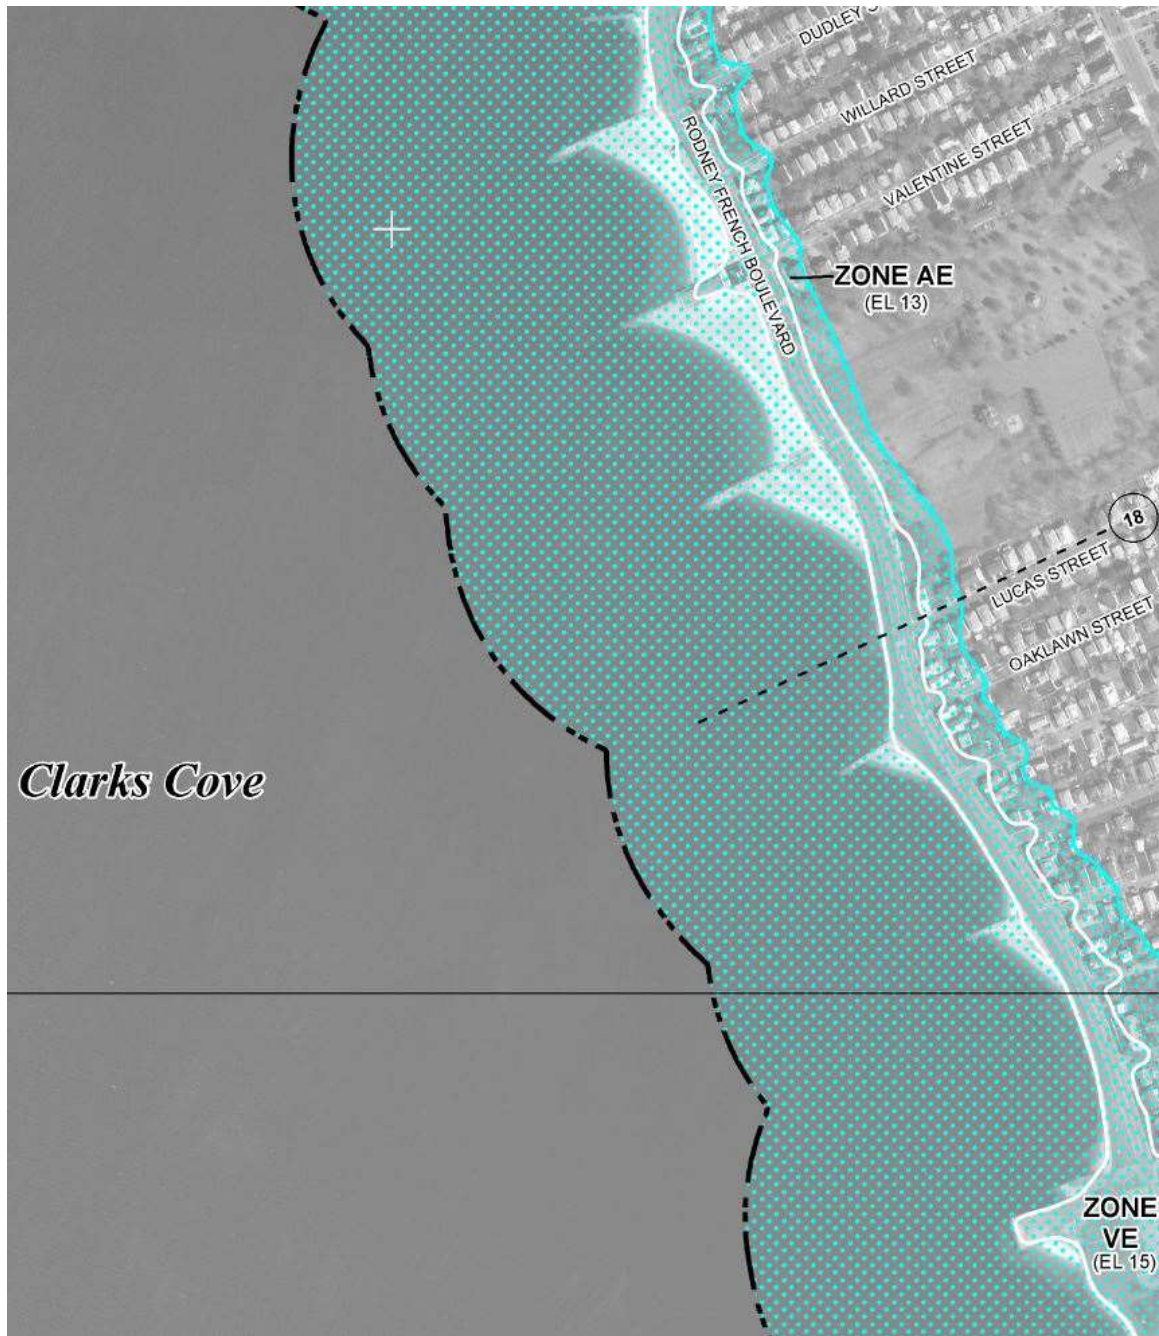 DUDLEY
WILLARD STREET
VALENTINE STREET
RODNEY FRENCH BOULEVARD
ZONE AE
(EL 13)
18
LUCAS STREET
OAKLAWN STREET
Clarks Cove
ZONE
VE
(EL 15)